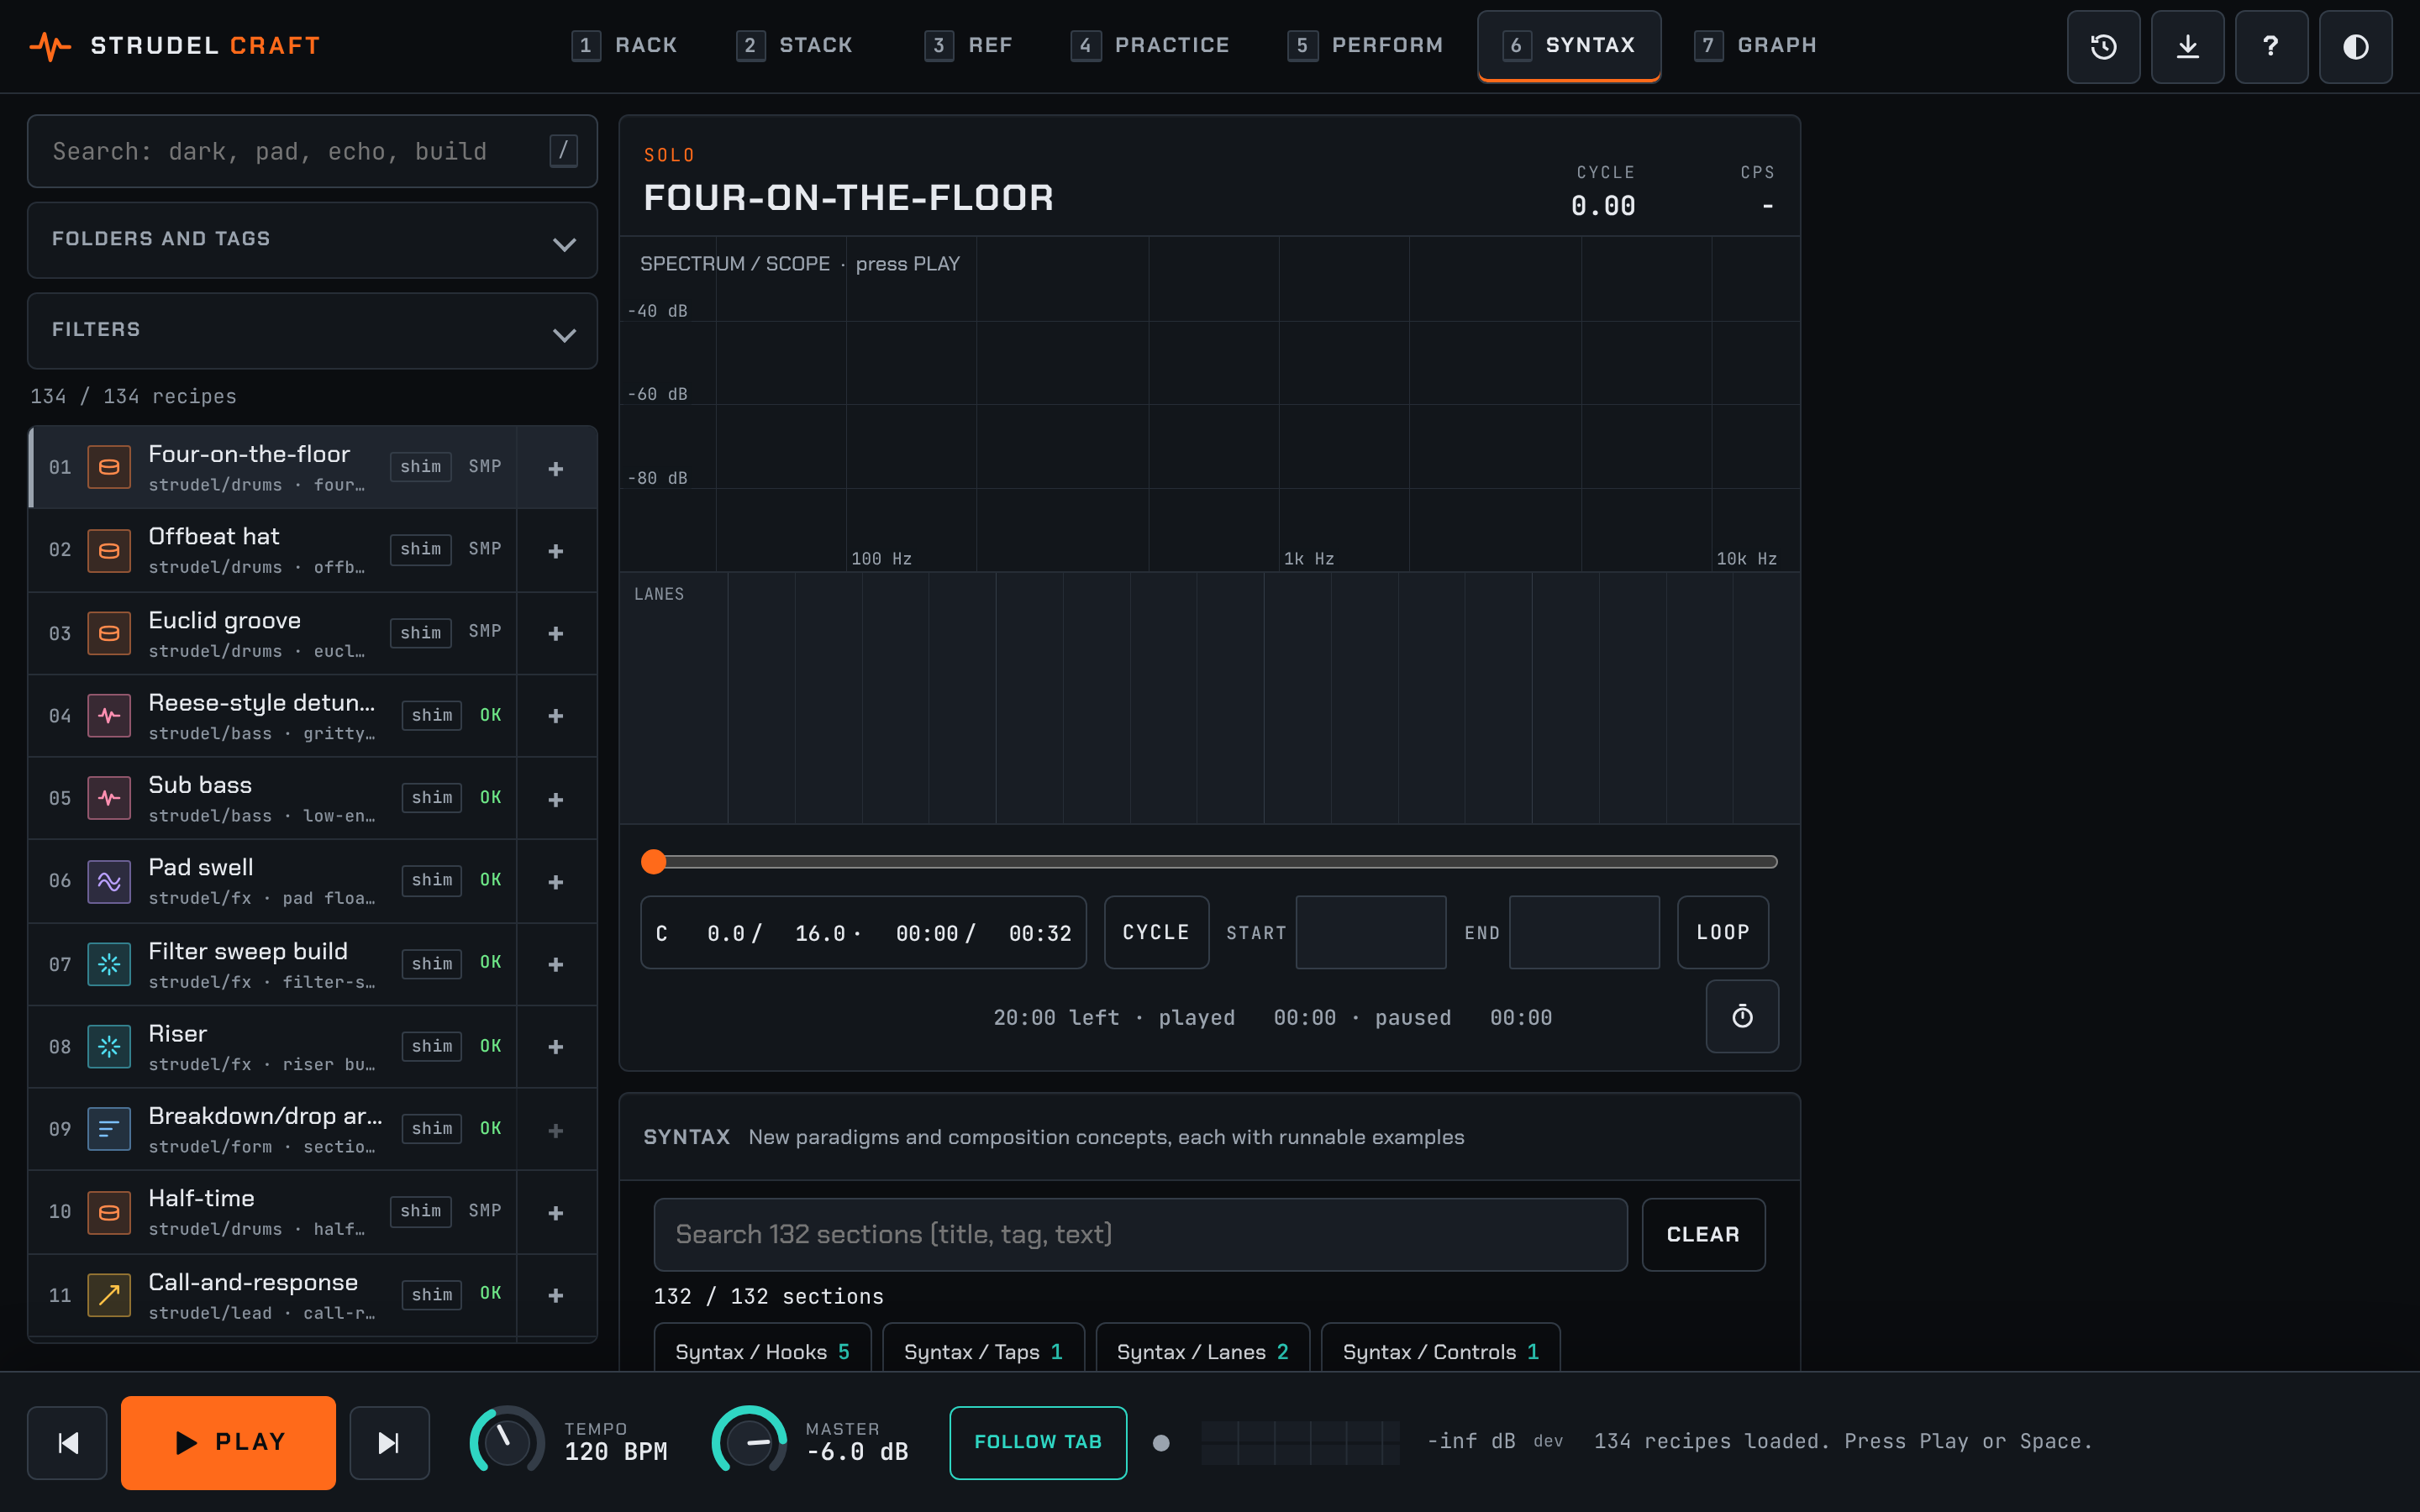 STRUDEL CRAFT
1 RACK
2 STACK
3 REF
4 PRACTICE
5 PERFORM
6 SYNTAX
7 GRAPH
?
Search: dark, pad, echo, build /
FOLDERS AND TAGS
FILTERS
134 / 134 recipes
01 Four-on-the-floor shim SMP +
strudel/drums · four…
02 Offbeat hat shim SMP +
strudel/drums · offb…
03 Euclid groove shim SMP +
strudel/drums · eucl…
04 Reese-style detun… shim OK +
strudel/bass · gritty…
05 Sub bass shim OK +
strudel/bass · low-en…
06 Pad swell shim OK +
strudel/fx · pad floa…
07 Filter sweep build shim OK +
strudel/fx · filter-s…
08 Riser shim OK +
strudel/fx · riser bu…
09 Breakdown/drop ar… shim OK +
strudel/form · sectio…
10 Half-time shim SMP +
strudel/drums · half…
11 Call-and-response shim OK +
strudel/lead · call-r…
SOLO
FOUR-ON-THE-FLOOR
CYCLE
0.00
CPS
-
SPECTRUM / SCOPE · press PLAY
-40 dB
-60 dB
-80 dB
100 Hz
1k Hz
10k Hz
LANES
C 0.0 / 16.0 · 00:00 / 00:32
CYCLE
START
END
LOOP
20:00 left · played 00:00 · paused 00:00
SYNTAX New paradigms and composition concepts, each with runnable examples
Search 132 sections (title, tag, text)
CLEAR
132 / 132 sections
Syntax / Hooks 5
Syntax / Taps 1
Syntax / Lanes 2
Syntax / Controls 1
PLAY
TEMPO
120 BPM
MASTER
-6.0 dB
FOLLOW TAB
-inf dB
dev
134 recipes loaded. Press Play or Space.